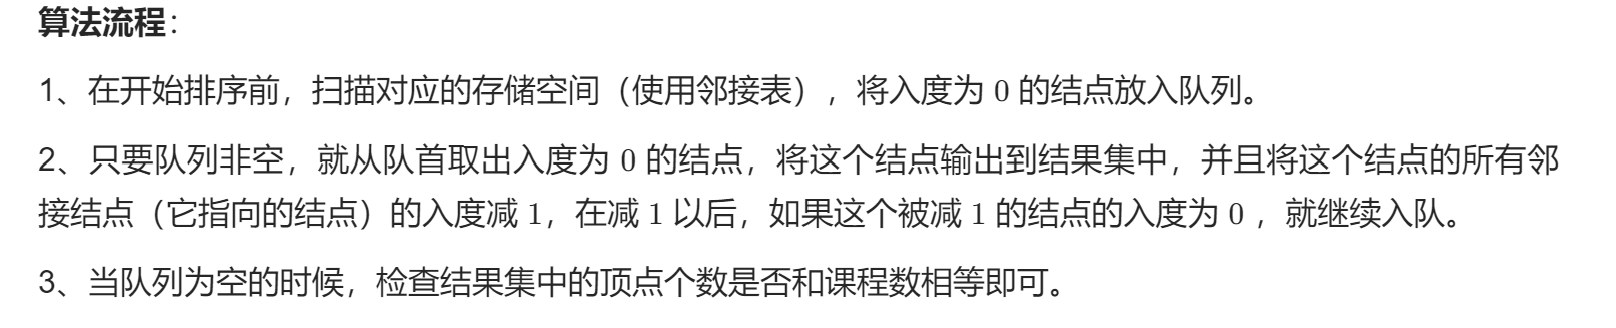 算法流程：
1、在开始排序前，扫描对应的存储空间（使用邻接表），将入度为 0 的结点放入队列。
2、只要队列非空，就从队首取出入度为 0 的结点，将这个结点输出到结果集中，并且将这个结点的所有邻
接结点（它指向的结点）的入度减 1，在减 1 以后，如果这个被减 1 的结点的入度为 0 ，就继续入队。
3、当队列为空的时候，检查结果集中的顶点个数是否和课程数相等即可。